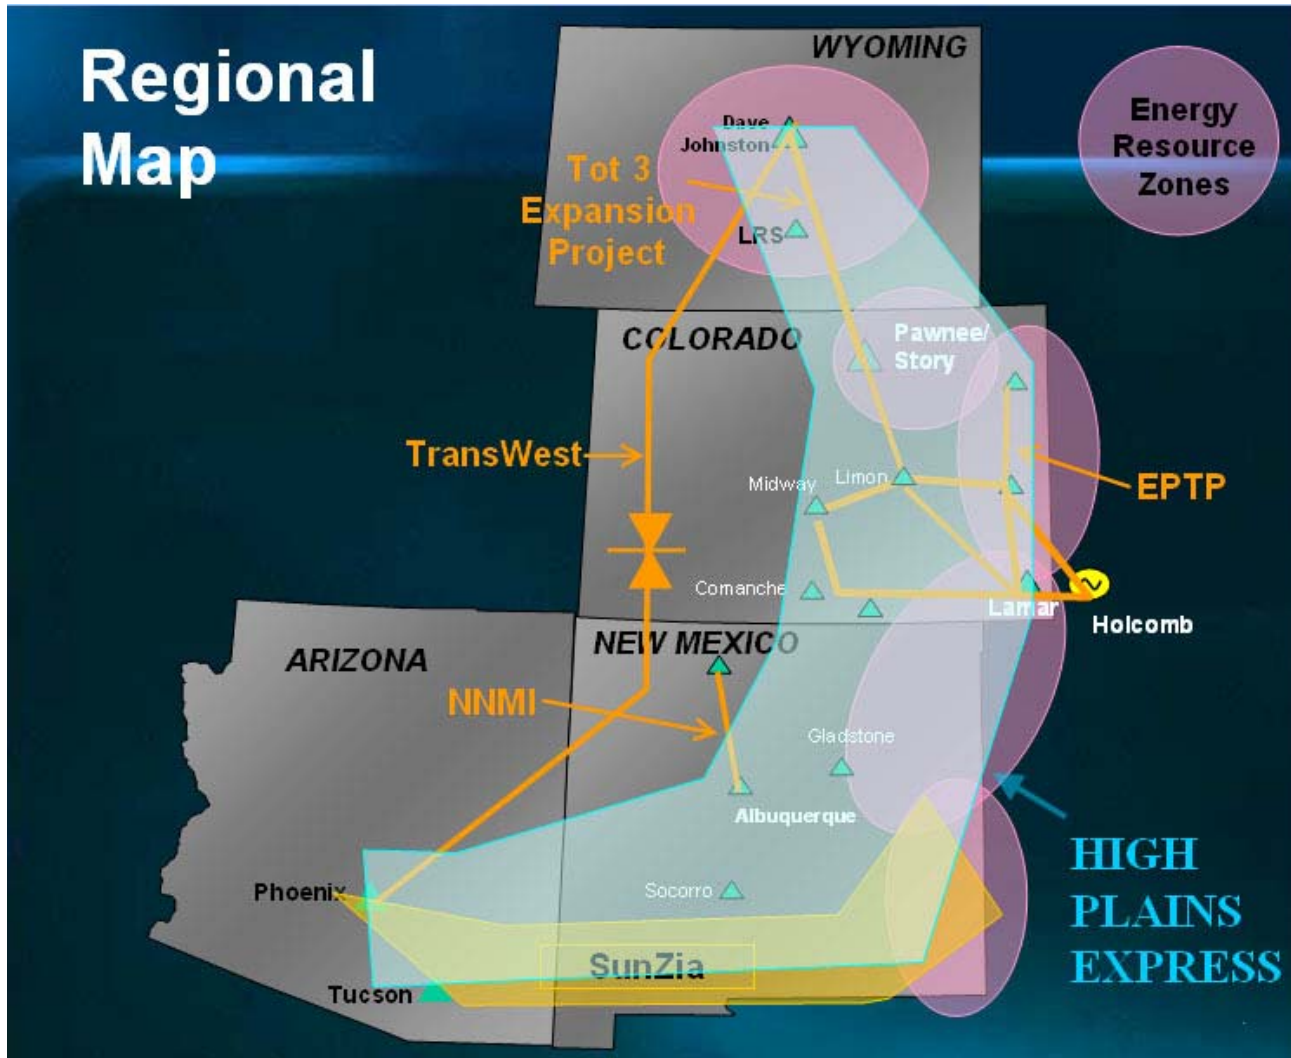 Regional
Map
WYOMING
Energy
Resource
Zones
Dave
Johnston
Tot 3
Expansion
Project
LRS
COLORADO
Pawnee/
Story
TransWest
Midway
Limon
EPTP
Comanche
Lamar
Holcomb
ARIZONA
NEW MEXICO
NNMI
Gladstone
Albuquerque
HIGH
PLAINS
EXPRESS
Phoenix
Socorro
SunZia
Tucson